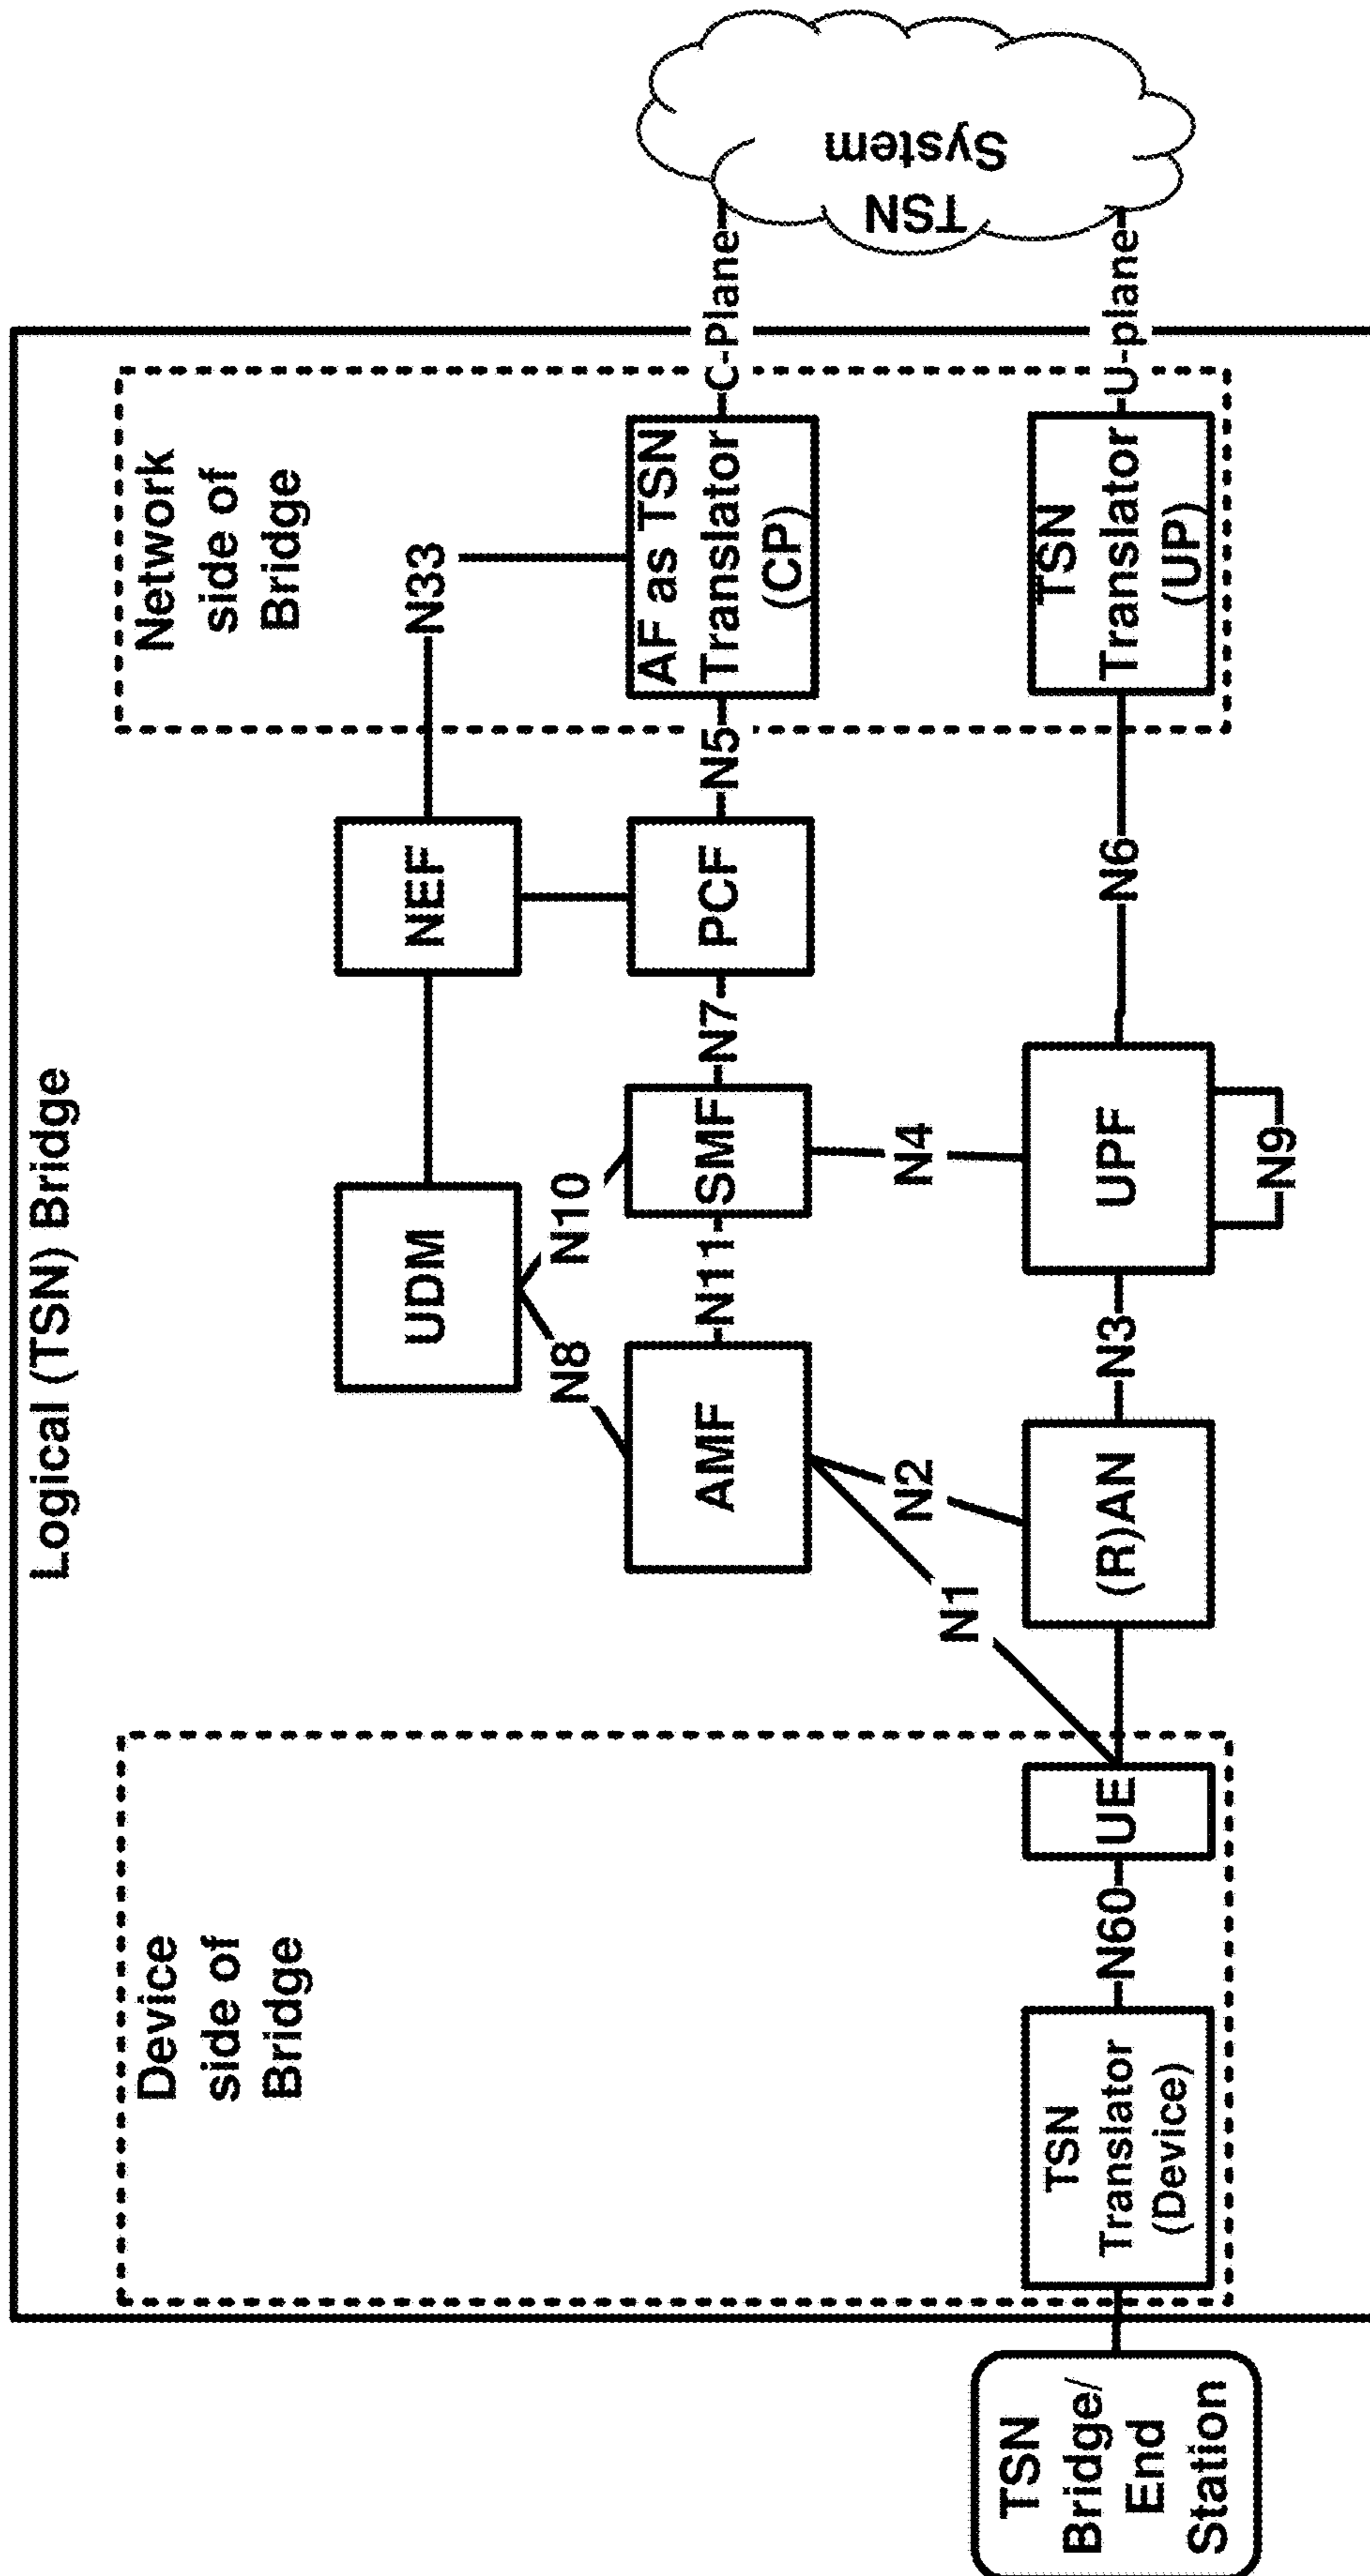 Logical (TSN) Bridge
Device
side of
Bridge
Network
side of
Bridge
UDM
NEF
N33
N8
N10
AMF
N11
SMF
N7
PCF
N5
AF as TSN
Translator
(CP)
C-Plane
TSN
System
N1
N2
N4
TSN
Bridge/
End
Station
TSN
Translator
(Device)
N60
UE
(R)AN
N3
UPF
N9
N6
TSN
Translator
(UP)
U-plane